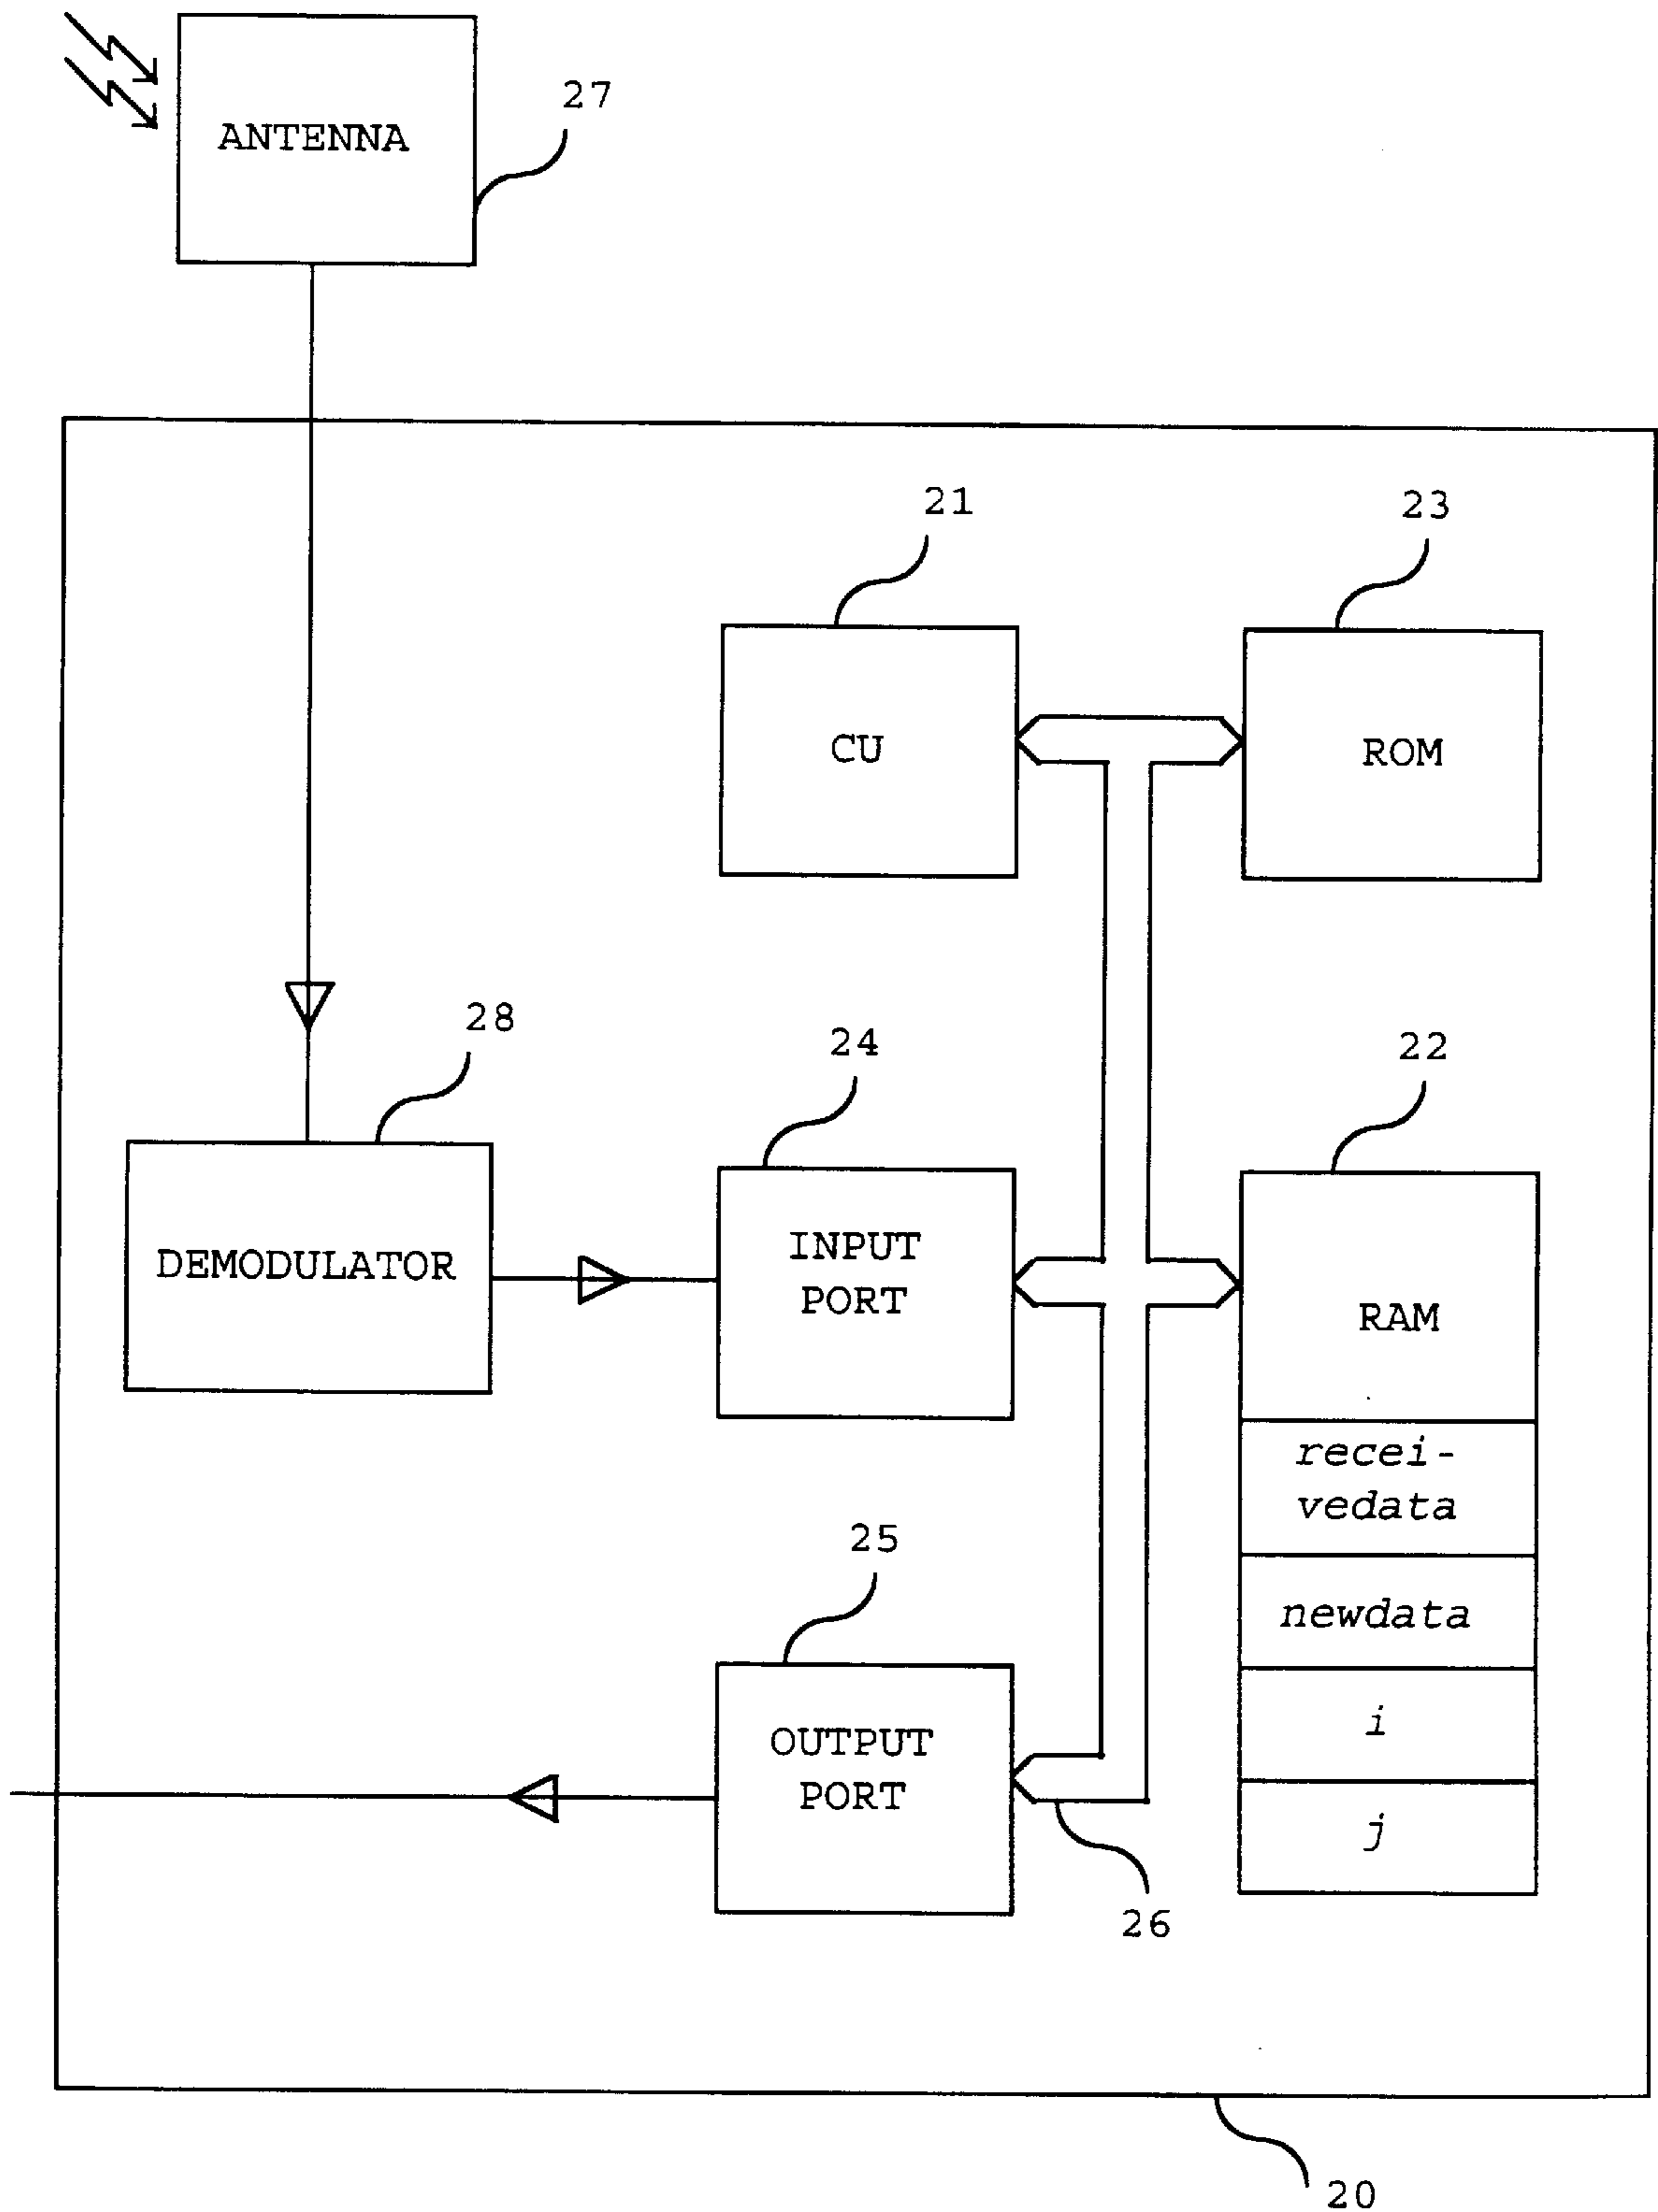 27
ANTENNA
21
23
CU
ROM
28
24
22
DEMODULATOR
INPUT
PORT
RAM
recei-
vedata
25
newdata
OUTPUT
PORT
i
j
26
20